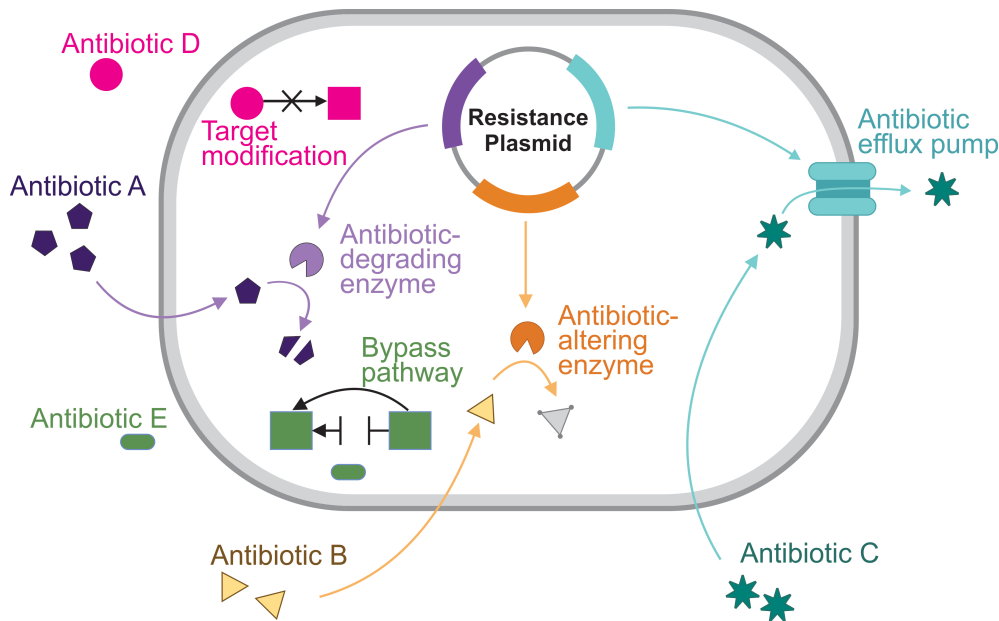 Antibiotic D
Target
modification
Resistance
Plasmid
Antibiotic
efflux pump
Antibiotic A
Antibiotic-
degrading
enzyme
Antibiotic-
altering
enzyme
Bypass
pathway
Antibiotic E
Antibiotic B
Antibiotic C